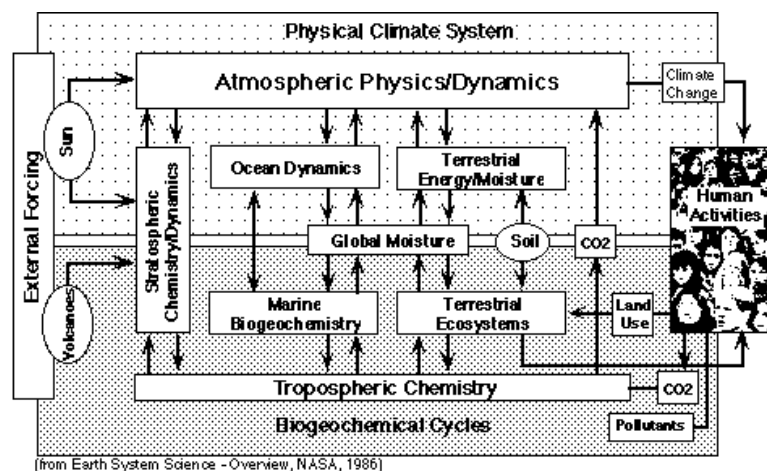 Physical Climate System
Atmospheric Physics/Dynamics
Climate
Change
External Forcing
Sun
Stratospheric
Chemistry/Dynamics
Ocean Dynamics
Terrestrial
Energy/Moisture
Human
Activities
Global Moisture
Soil
CO2
Volcanoes
Marine
Biogeochemistry
Terrestrial
Ecosystems
Land
Use
Tropospheric Chemistry
CO2
Biogeochemical Cycles
Pollutants
(from Earth System Science - Overview, NASA, 1986)